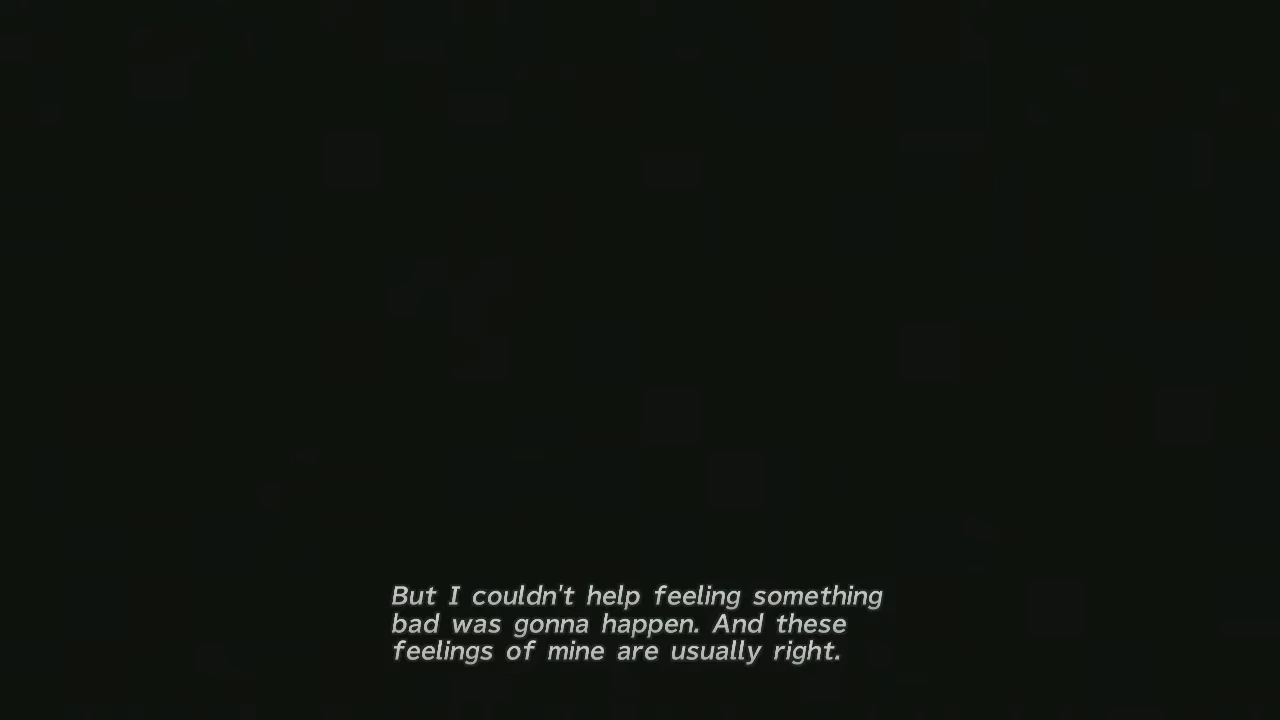 But I couldn't help feeling something
bad was gonna happen. And these
feelings of mine are usually right.